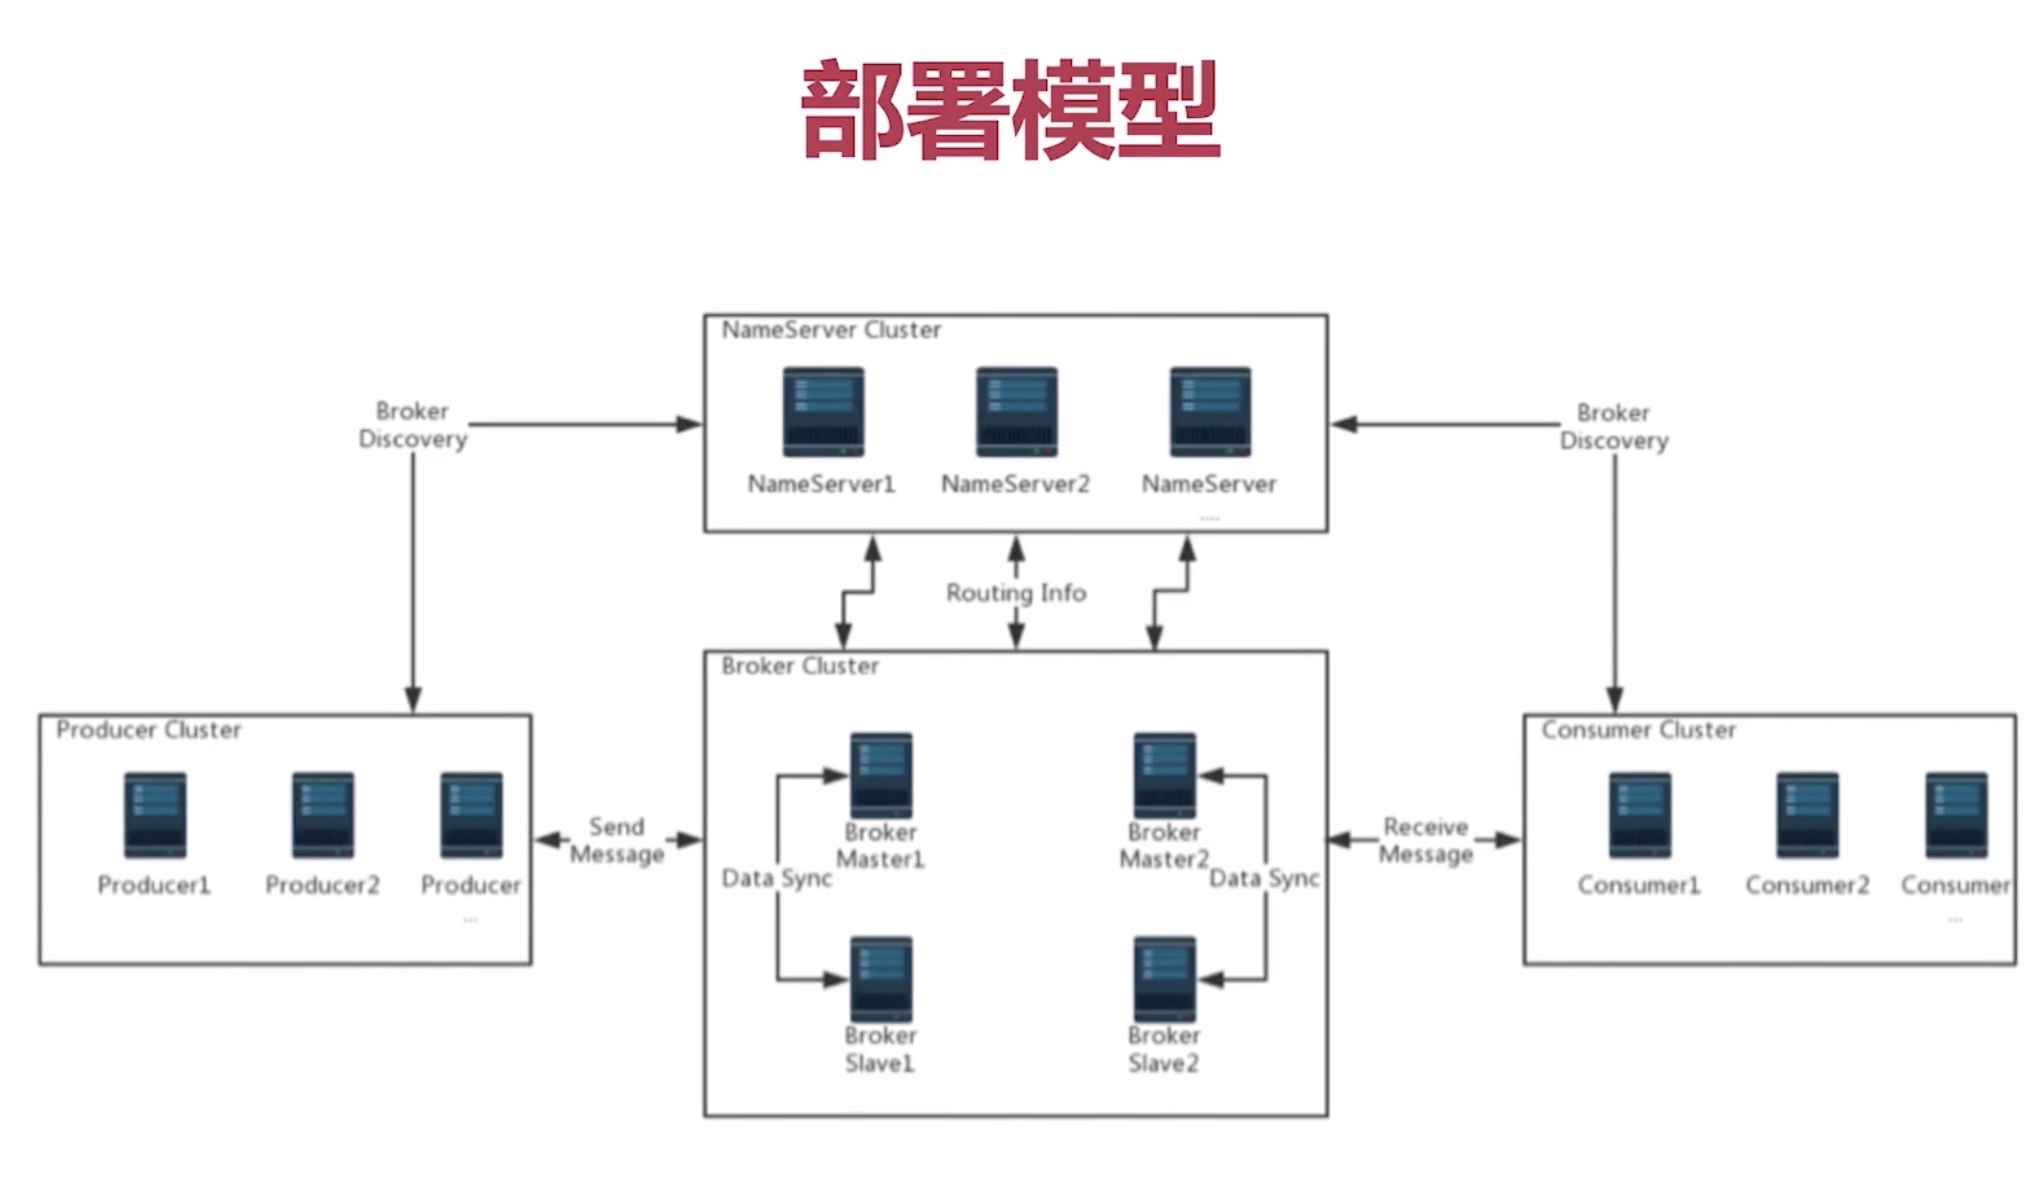 部署模型
NameServer Cluster
NameServer1
NameServer2
NameServer
....
Broker
Discovery
Broker
Discovery
Routing Info
Producer Cluster
Producer1
Producer2
Producer
...
Send
Message
Broker Cluster
Broker
Master1
Broker
Master2
Data Sync
Data Sync
Broker
Slave1
Broker
Slave2
Receive
Message
Consumer Cluster
Consumer1
Consumer2
Consumer
...